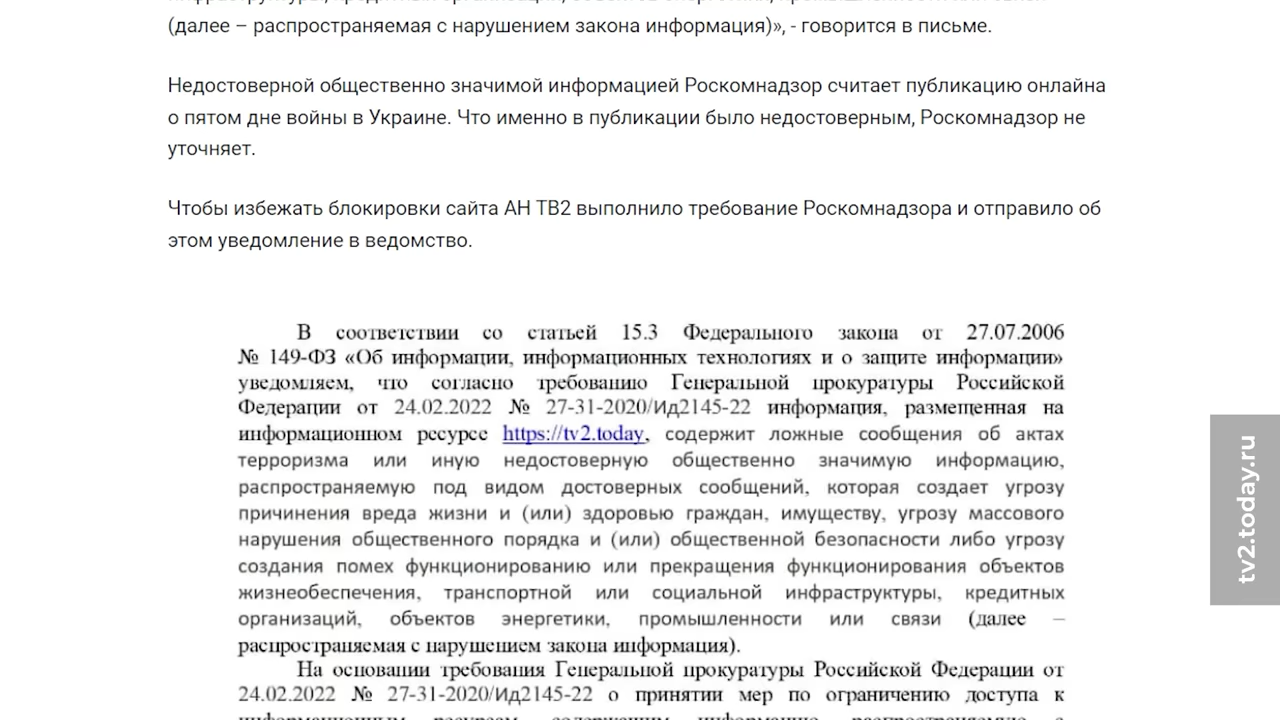 (далее – распространяемая с нарушением закона информация)», - говорится в письме.
Недостоверной общественно значимой информацией Роскомнадзор считает публикацию онлайна
о пятом дне войны в Украине. Что именно в публикации было недостоверным, Роскомнадзор не
уточняет.
Чтобы избежать блокировки сайта АН ТВ2 выполнило требование Роскомнадзора и отправило об
этом уведомление в ведомство.
В соответствии со статьей 15.3 Федерального закона от 27.07.2006
№ 149-ФЗ «Об информации, информационных технологиях и о защите информации»
уведомляем, что согласно требованию Генеральной прокуратуры Российской
Федерации от 24.02.2022 № 27-31-2020/Ид2145-22 информация, размещенная на
информационном ресурсе https://tv2.today, содержит ложные сообщения об актах
терроризма или иную недостоверную общественно значимую информацию,
распространяемую под видом достоверных сообщений, которая создает угрозу
причинения вреда жизни и (или) здоровью граждан, имуществу, угрозу массового
нарушения общественного порядка и (или) общественной безопасности либо угрозу
создания помех функционированию или прекращения функционирования объектов
жизнеобеспечения, транспортной или социальной инфраструктуры, кредитных
организаций, объектов энергетики, промышленности или связи (далее –
распространяемая с нарушением закона информация).
На основании требования Генеральной прокуратуры Российской Федерации от
24.02.2022 № 27-31-2020/Ид2145-22 о принятии мер по ограничению доступа к
tv2.today.ru